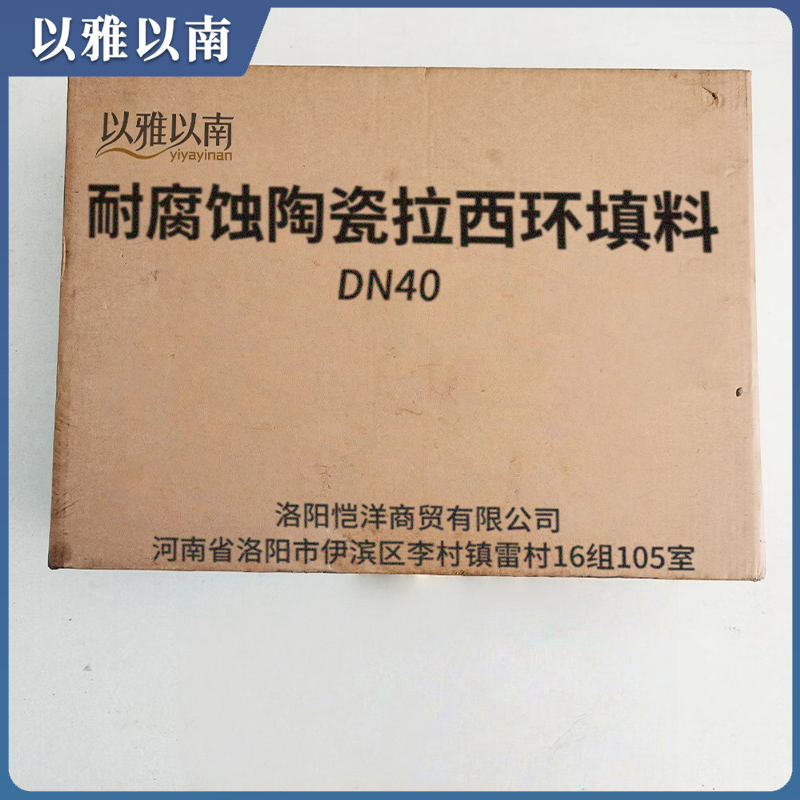 以雅以南
以雅以南
yiyayinan
耐腐蚀陶瓷拉西环填料
DN40
洛阳恺洋商贸有限公司
河南省洛阳市伊滨区李村镇雷村16组105室